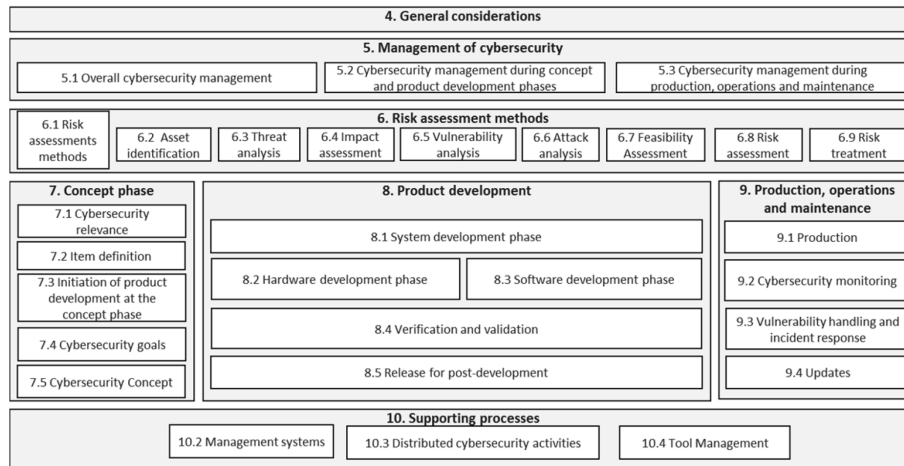 4. General considerations
5. Management of cybersecurity
5.1 Overall cybersecurity management
5.2 Cybersecurity management during concept
and product development phases
5.3 Cybersecurity management during
production, operations and maintenance
6. Risk assessment methods
6.1 Risk
assessments
methods
6.2 Asset
identification
6.3 Threat
analysis
6.4 Impact
assessment
6.5 Vulnerability
analysis
6.6 Attack
analysis
6.7 Feasibility
Assessment
6.8 Risk
assessment
6.9 Risk
treatment
7. Concept phase
7.1 Cybersecurity
relevance
7.2 Item definition
7.3 Initiation of product
development at the
concept phase
7.4 Cybersecurity goals
7.5 Cybersecurity Concept
8. Product development
8.1 System development phase
8.2 Hardware development phase
8.3 Software development phase
8.4 Verification and validation
8.5 Release for post-development
9. Production, operations
and maintenance
9.1 Production
9.2 Cybersecurity monitoring
9.3 Vulnerability handling and
incident response
9.4 Updates
10. Supporting processes
10.2 Management systems
10.3 Distributed cybersecurity activities
10.4 Tool Management